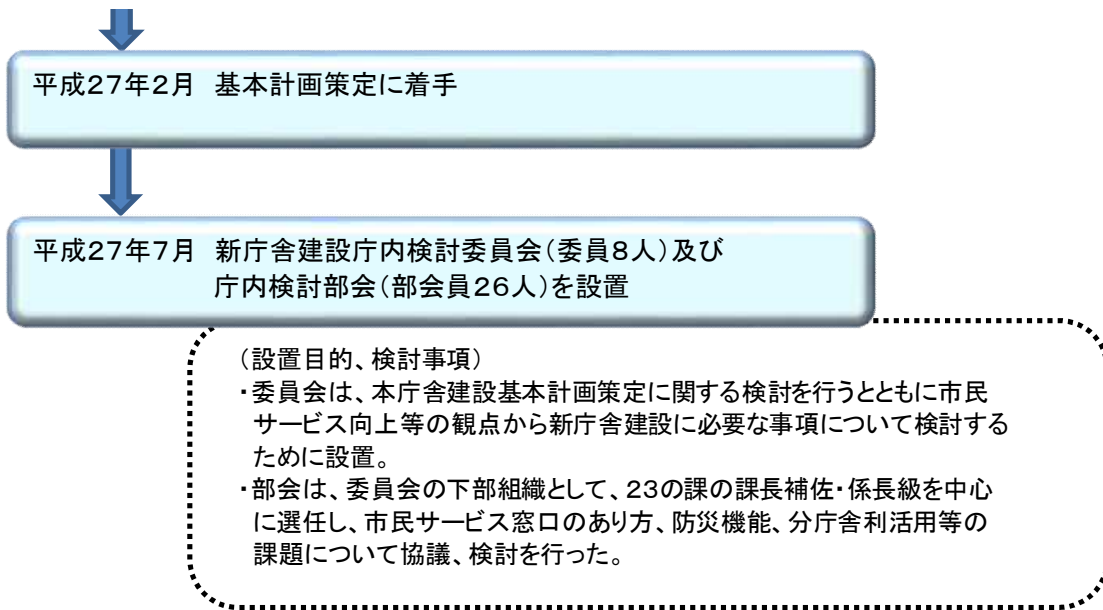 平成27年2月 基本計画策定に着手
平成27年7月 新庁舎建設庁内検討委員会(委員8人)及び
庁内検討部会(部会員26人)を設置
(設置目的、検討事項)
・委員会は、本庁舎建設基本計画策定に関する検討を行うとともに市民
サービス向上等の観点から新庁舎建設に必要な事項について検討する
ために設置。
・部会は、委員会の下部組織として、23の課の課長補佐・係長級を中心
に選任し、市民サービス窓口のあり方、防災機能、分庁舎利活用等の
課題について協議、検討を行った。